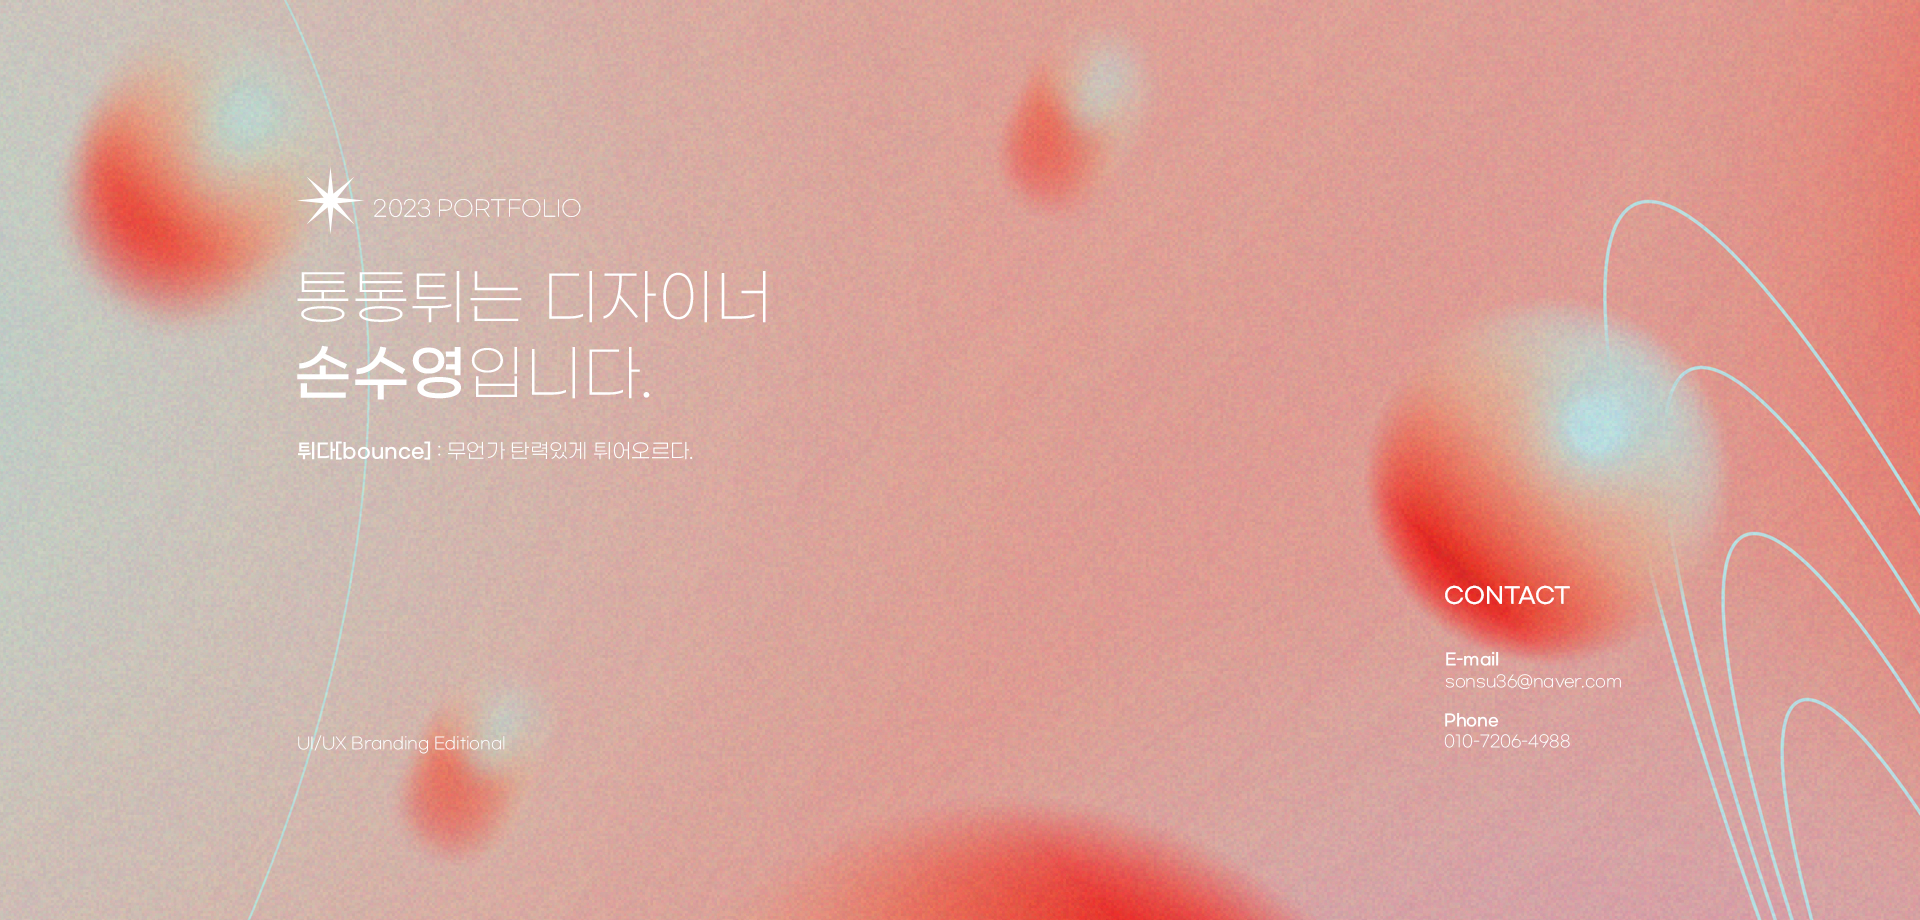 2023 PORTFOLIO
통통튀는 디자이너
손수영입니다.
튀다[bounce] : 무언가 탄력있게 튀어오르다.
UI/UX Branding Editional
CONTACT
E-mail
sonsu36@naver.com
Phone
010-7206-4988